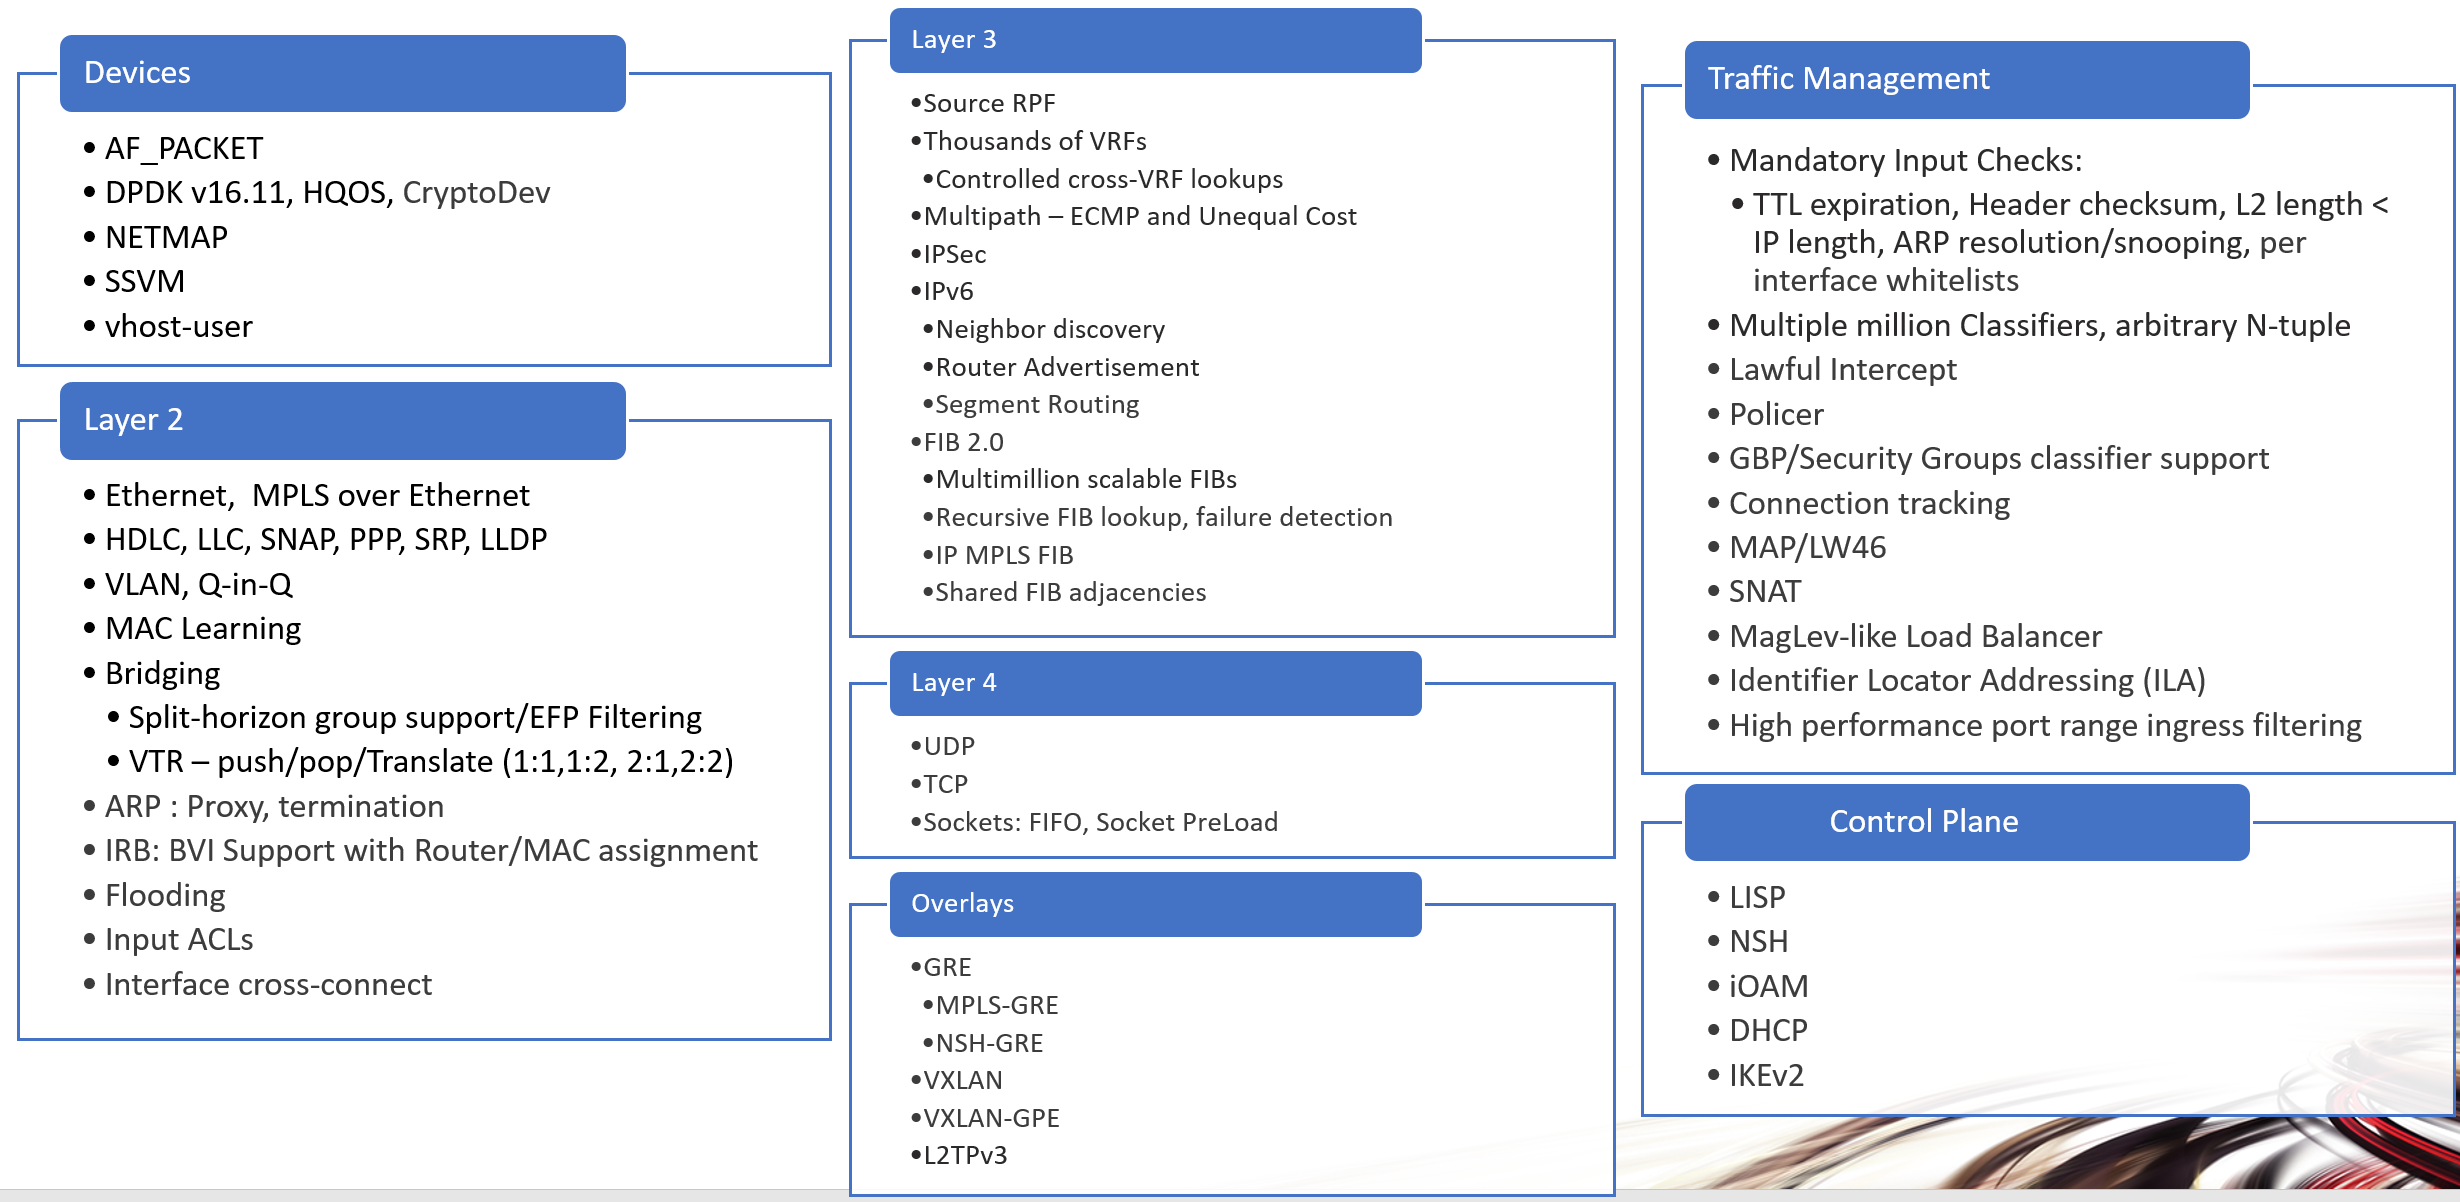 Devices
• AF_PACKET
• DPDK v16.11, HQOS, CryptoDev
• NETMAP
• SSVM
• vhost-user
Layer 2
• Ethernet,  MPLS over Ethernet
• HDLC, LLC, SNAP, PPP, SRP, LLDP
• VLAN, Q-in-Q
• MAC Learning
• Bridging
• Split-horizon group support/EFP Filtering
• VTR – push/pop/Translate (1:1,1:2, 2:1,2:2)
• ARP : Proxy, termination
• IRB: BVI Support with Router/MAC assignment
• Flooding
• Input ACLs
• Interface cross-connect
Layer 3
•Source RPF
•Thousands of VRFs
•Controlled cross-VRF lookups
•Multipath – ECMP and Unequal Cost
•IPSec
•IPv6
•Neighbor discovery
•Router Advertisement
•Segment Routing
•FIB 2.0
•Multimillion scalable FIBs
•Recursive FIB lookup, failure detection
•IP MPLS FIB
•Shared FIB adjacencies
Layer 4
•UDP
•TCP
•Sockets: FIFO, Socket PreLoad
Overlays
•GRE
•MPLS-GRE
•NSH-GRE
•VXLAN
•VXLAN-GPE
•L2TPv3
Traffic Management
• Mandatory Input Checks:
• TTL expiration, Header checksum, L2 length <
IP length, ARP resolution/snooping, per
interface whitelists
• Multiple million Classifiers, arbitrary N-tuple
• Lawful Intercept
• Policer
• GBP/Security Groups classifier support
• Connection tracking
• MAP/LW46
• SNAT
• MagLev-like Load Balancer
• Identifier Locator Addressing (ILA)
• High performance port range ingress filtering
Control Plane
• LISP
• NSH
• iOAM
• DHCP
• IKEv2